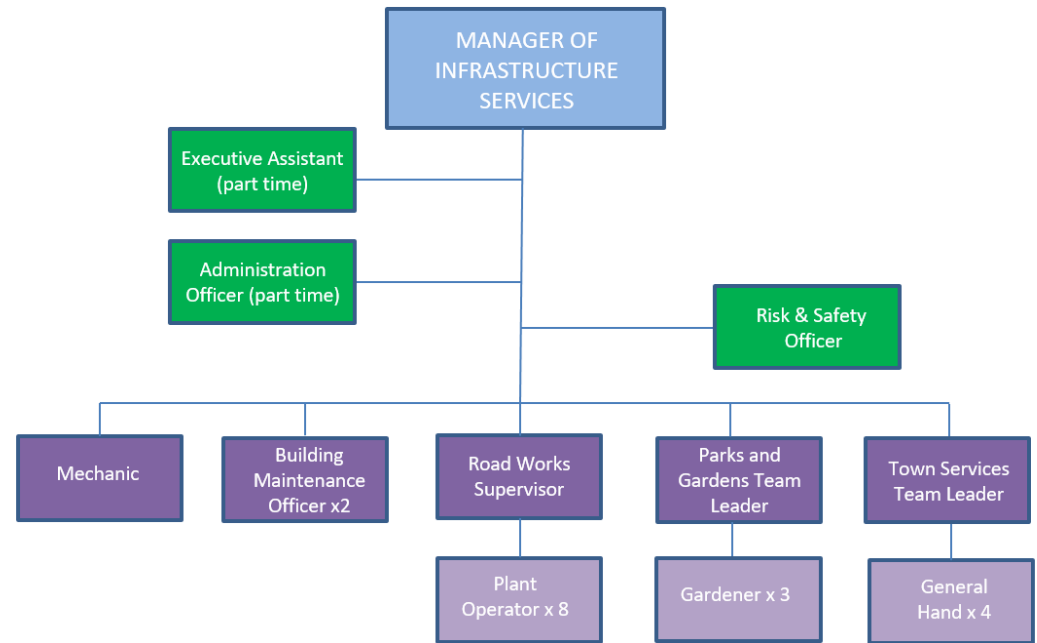 MANAGER OF
INFRASTRUCTURE
SERVICES
Executive Assistant
(part time)
Administration
Officer (part time)
Risk & Safety
Officer
Mechanic
Building
Maintenance
Officer x2
Road Works
Supervisor
Parks and
Gardens Team
Leader
Town Services
Team Leader
Plant
Operator x 8
Gardener x 3
General
Hand x 4